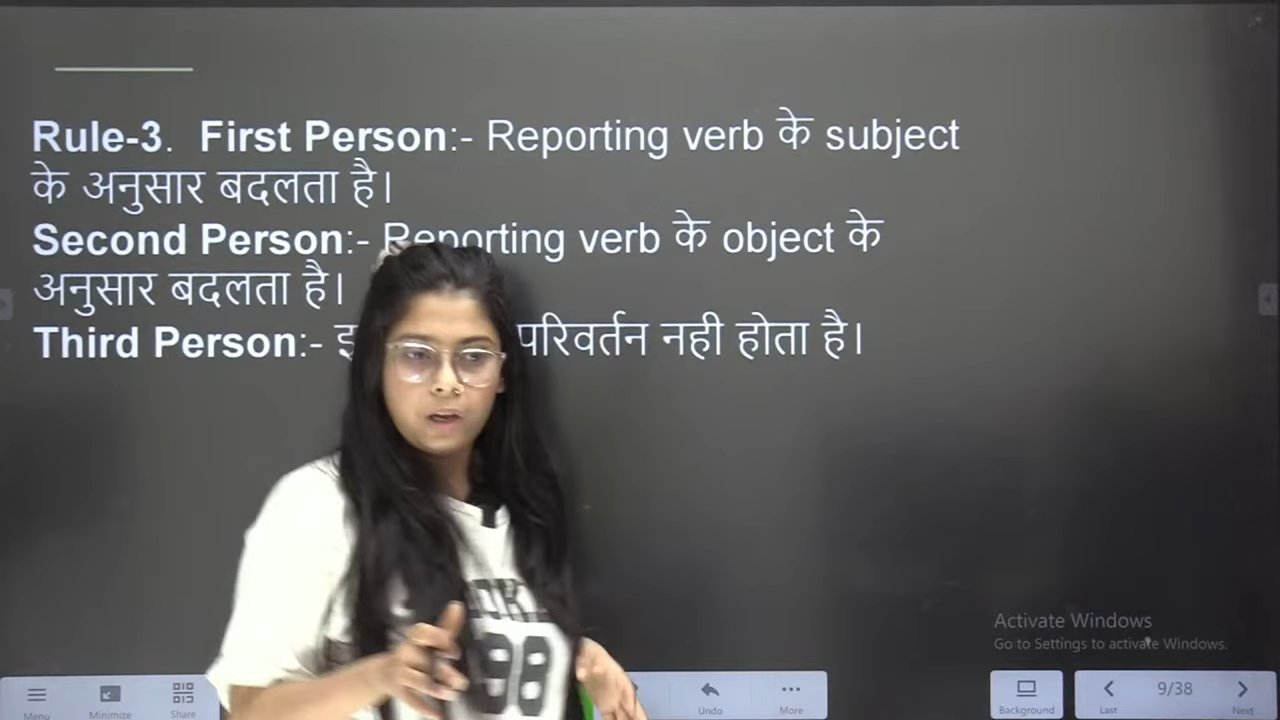 Rule-3. First Person:- Reporting verb के subject
के अनुसार बदलता है।
Second Person:- Reporting verb के object के
अनुसार बदलता है।
Third Person:- परिवर्तन नही होता है।
98
Activate Windows
Go to Settings to activate Windows.
Menu Minimize Share Undo More Background Last 9/38 Next